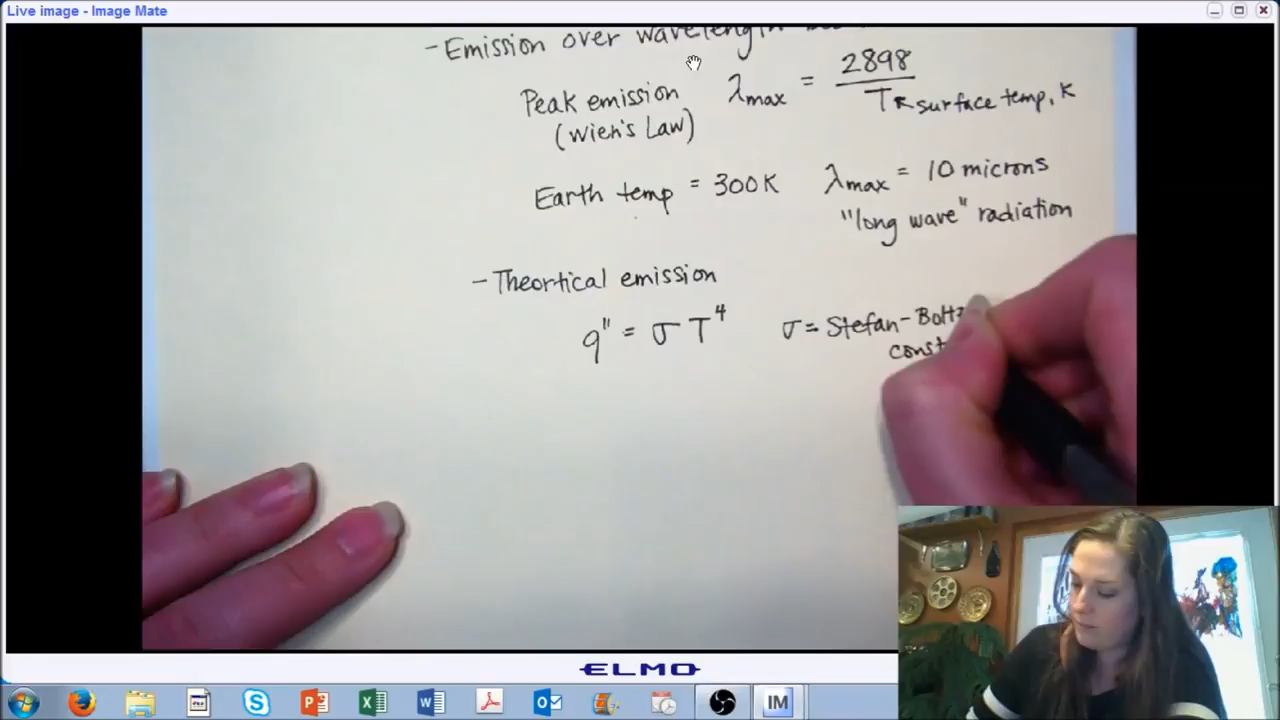 Live image - Image Mate
- Emission over wavelength
Peak emission λmax = 2898 / T surface temp, K
(Wien's Law)
Earth temp = 300K λmax = 10 microns
"long wave" radiation
- Theortical emission
q" = σ T⁴ σ = Stefan-Boltz
const
ELMO
IM